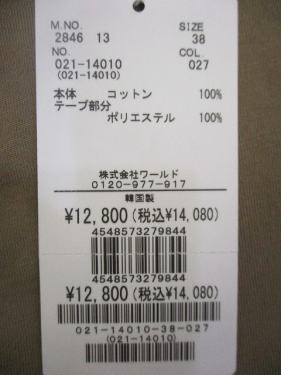 M.NO. SIZE
2846 13 38
NO. COL.
021-14010 027
(021-14010)
本体 コットン 100%
テープ部分
ポリエステル 100%
株式会社ワールド
0120-977-917
韓国製
¥12,800(税込¥14,080)
4548573279844
4548573279844
¥12,800(税込¥14,080)
021-14010-38-027
(021-14010)